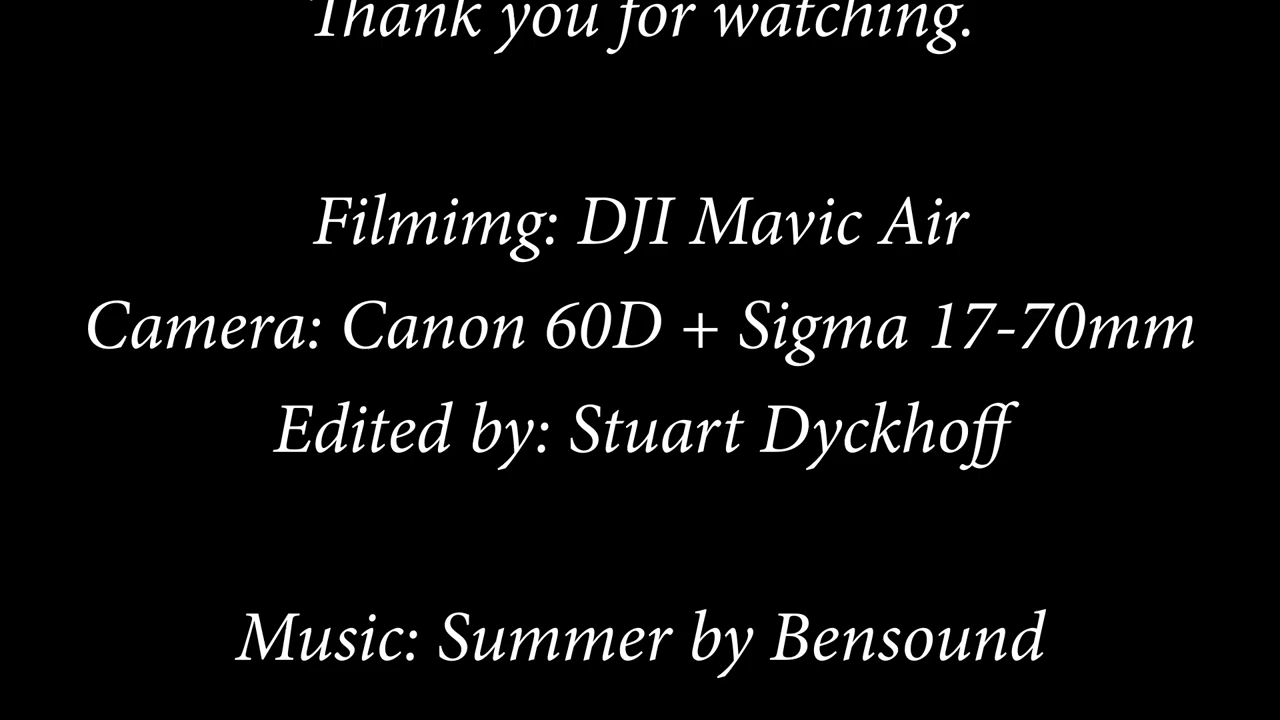 Thank you for watching.
Filmimg: DJI Mavic Air
Camera: Canon 60D + Sigma 17-70mm
Edited by: Stuart Dyckhoff
Music: Summer by Bensound